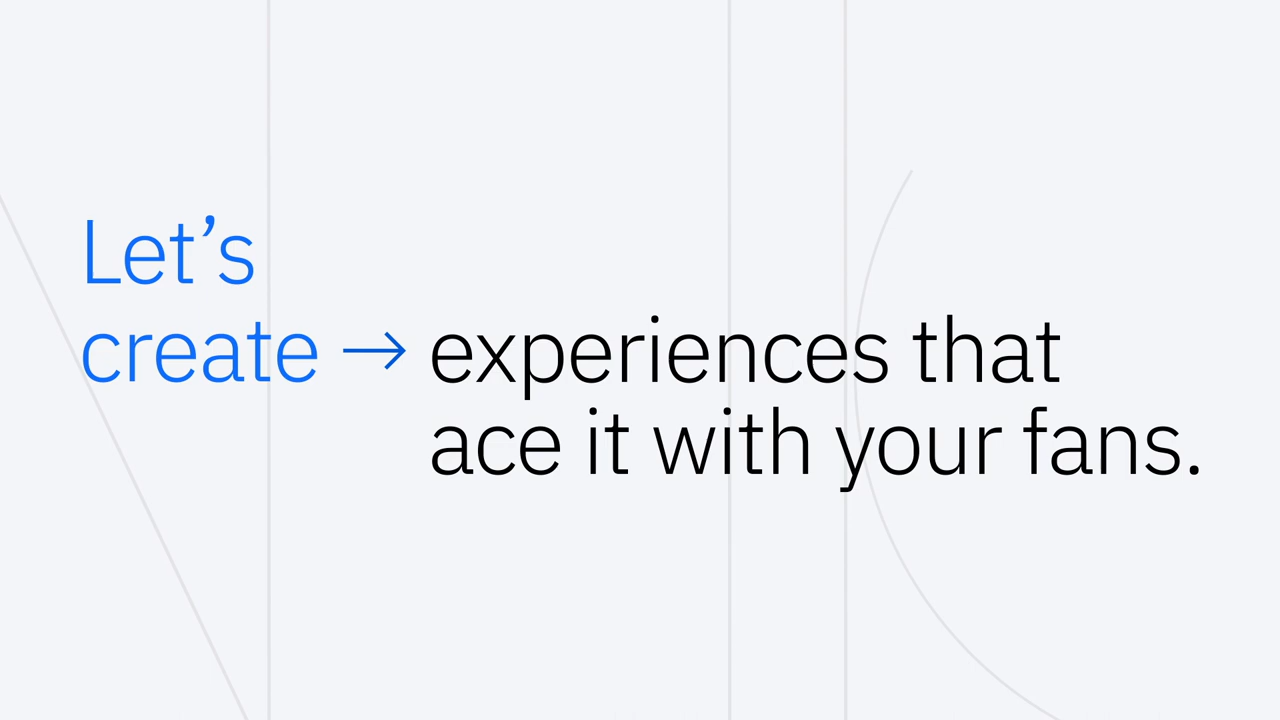 Let’s
create → experiences that
ace it with your fans.